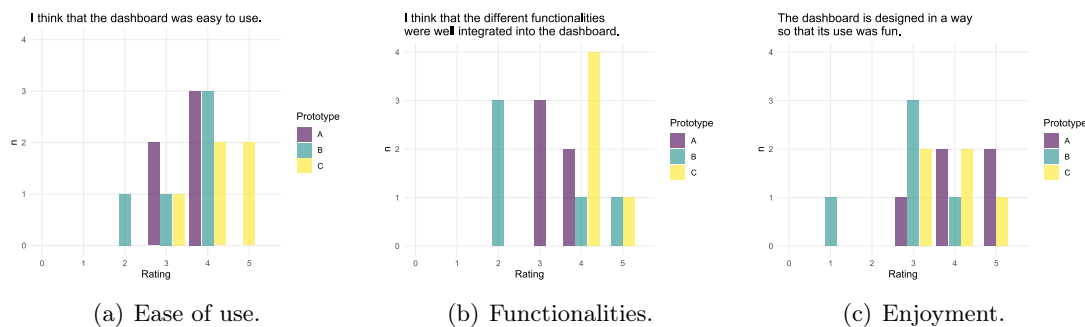 I think that the dashboard was easy to use.
n
4
3
2
1
0
0 1 2 3 4 5
Rating
Prototype
A
B
C
(a) Ease of use.
I think that the different functionalities
were well integrated into the dashboard.
n
4
3
2
1
0
0 1 2 3 4 5
Rating
Prototype
A
B
C
(b) Functionalities.
The dashboard is designed in a way
so that its use was fun.
n
4
3
2
1
0
0 1 2 3 4 5
Rating
Prototype
A
B
C
(c) Enjoyment.